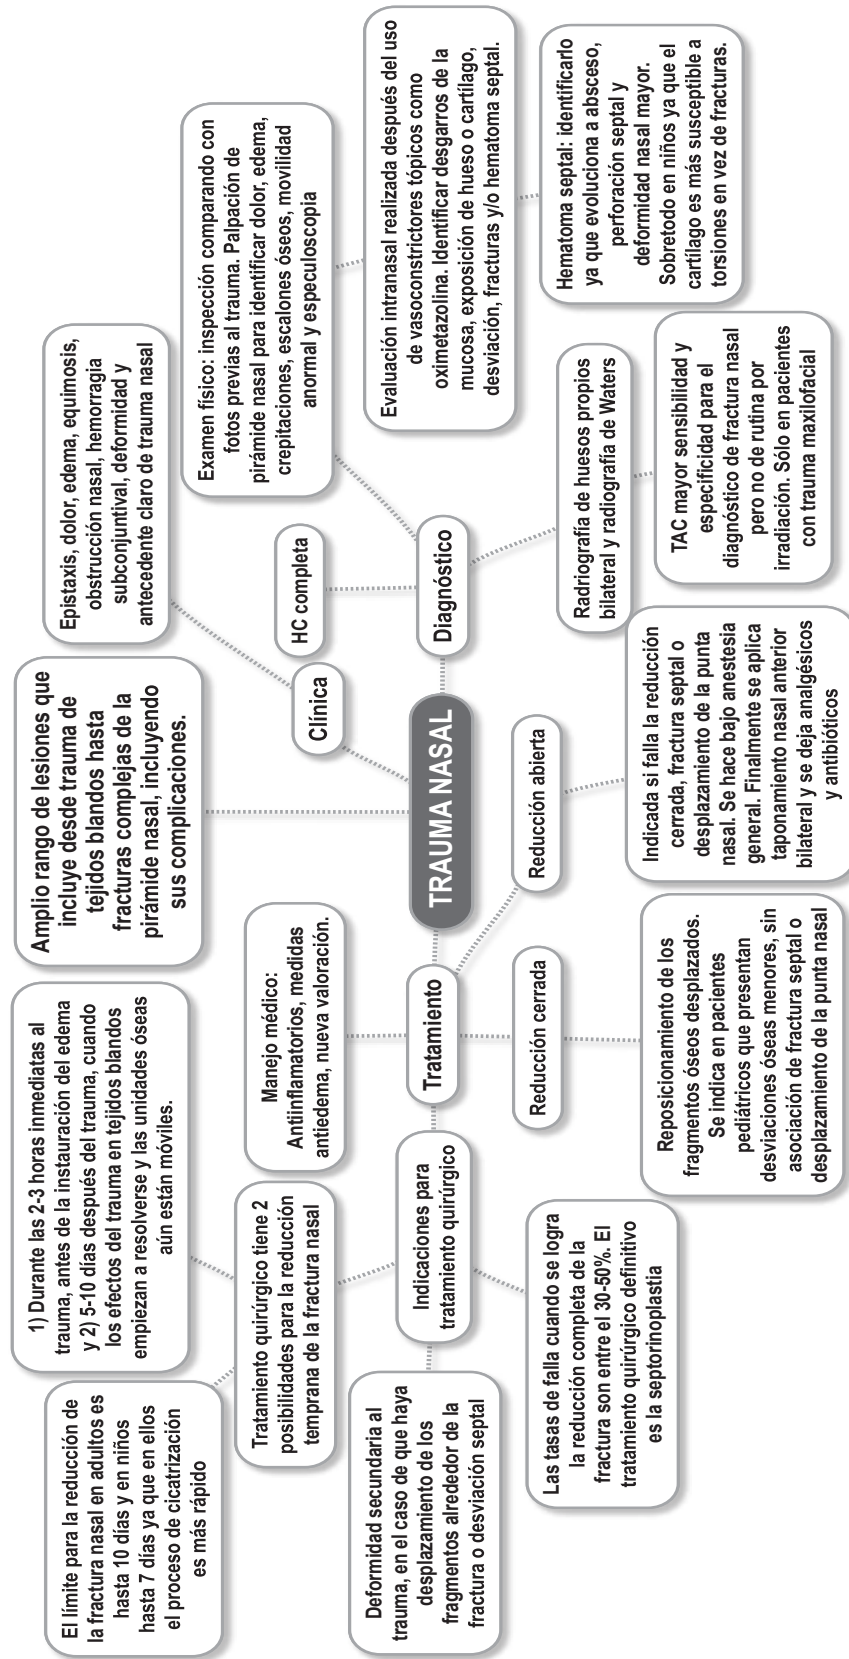 TRAUMA NASAL
Amplio rango de lesiones que
incluye desde trauma de
tejidos blandos hasta
fracturas complejas de la
pirámide nasal, incluyendo
sus complicaciones.
Clínica
Epistaxis, dolor, edema, equimosis,
obstrucción nasal, hemorragia
subconjuntival, deformidad y
antecedente claro de trauma nasal
Diagnóstico
HC completa
Examen físico: inspección comparando con
fotos previas al trauma. Palpación de
pirámide nasal para identificar dolor, edema,
crepitaciones, escalones óseos, movilidad
anormal y especuloscopia
Evaluación intranasal realizada después del uso
de vasoconstrictores tópicos como
oximetazolina. Identificar desgarros de la
mucosa, exposición de hueso o cartílago,
desviación, fracturas y/o hematoma septal.
Hematoma septal: identificarlo
ya que evoluciona a absceso,
perforación septal y
deformidad nasal mayor.
Sobretodo en niños ya que el
cartílago es más susceptible a
torsiones en vez de fracturas.
Radriografía de huesos propios
bilateral y radiografía de Waters
TAC mayor sensibilidad y
especificidad para el
diagnóstico de fractura nasal
pero no de rutina por
irradiación. Sólo en pacientes
con trauma maxilofacial
Tratamiento
Manejo médico:
Antiinflamatorios, medidas
antiedema, nueva valoración.
Reducción abierta
Indicada si falla la reducción
cerrada, fractura septal o
desplazamiento de la punta
nasal. Se hace bajo anestesia
general. Finalmente se aplica
taponamiento nasal anterior
bilateral y se deja analgésicos
y antibióticos
Reducción cerrada
Reposicionamiento de los
fragmentos óseos desplazados.
Se indica en pacientes
pediátricos que presentan
desviaciones óseas menores, sin
asociación de fractura septal o
desplazamiento de la punta nasal
Indicaciones para
tratamiento quirúrgico
Tratamiento quirúrgico tiene 2
posibilidades para la reducción
temprana de la fractura nasal
1) Durante las 2-3 horas inmediatas al
trauma, antes de la instauración del edema
y 2) 5-10 días después del trauma, cuando
los efectos del trauma en tejidos blandos
empiezan a resolverse y las unidades óseas
aún están móviles.
El límite para la reducción de
la fractura nasal en adultos es
hasta 10 días y en niños
hasta 7 días ya que en ellos
el proceso de cicatrización
es más rápido
Deformidad secundaria al
trauma, en el caso de que haya
desplazamiento de los
fragmentos alrededor de la
fractura o desviación septal
Las tasas de falla cuando se logra
la reducción completa de la
fractura son entre el 30-50%. El
tratamiento quirúrgico definitivo
es la septorinoplastia